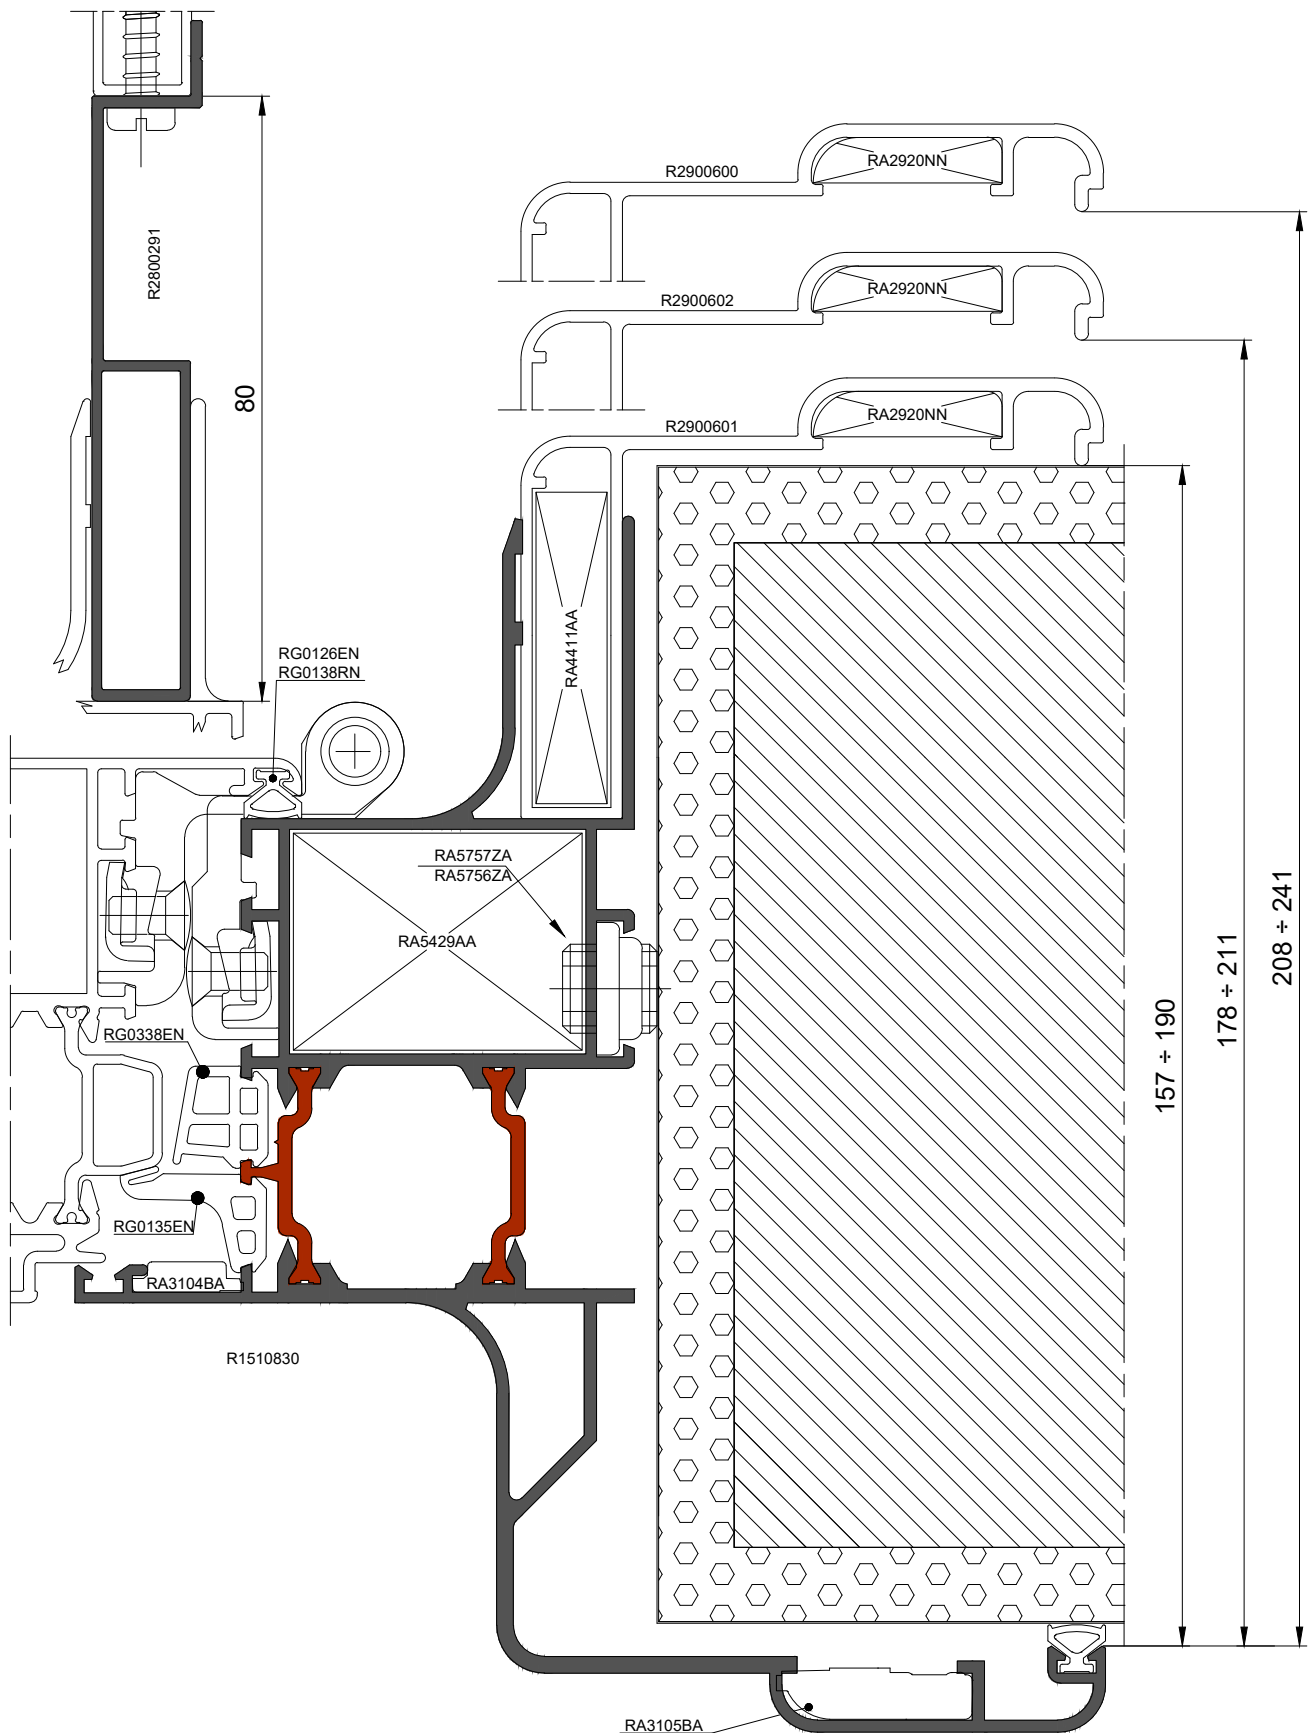 R2900600
RA2920NN
R2800291
R2900602
RA2920NN
80
R2900601
RA2920NN
RA4411AA
RG0126EN
RG0138RN
RA5757ZA
RA5756ZA
RA5429AA
208 ÷ 241
178 ÷ 211
157 ÷ 190
RG0338EN
RG0135EN
RA3104BA
R1510830
RA3105BA